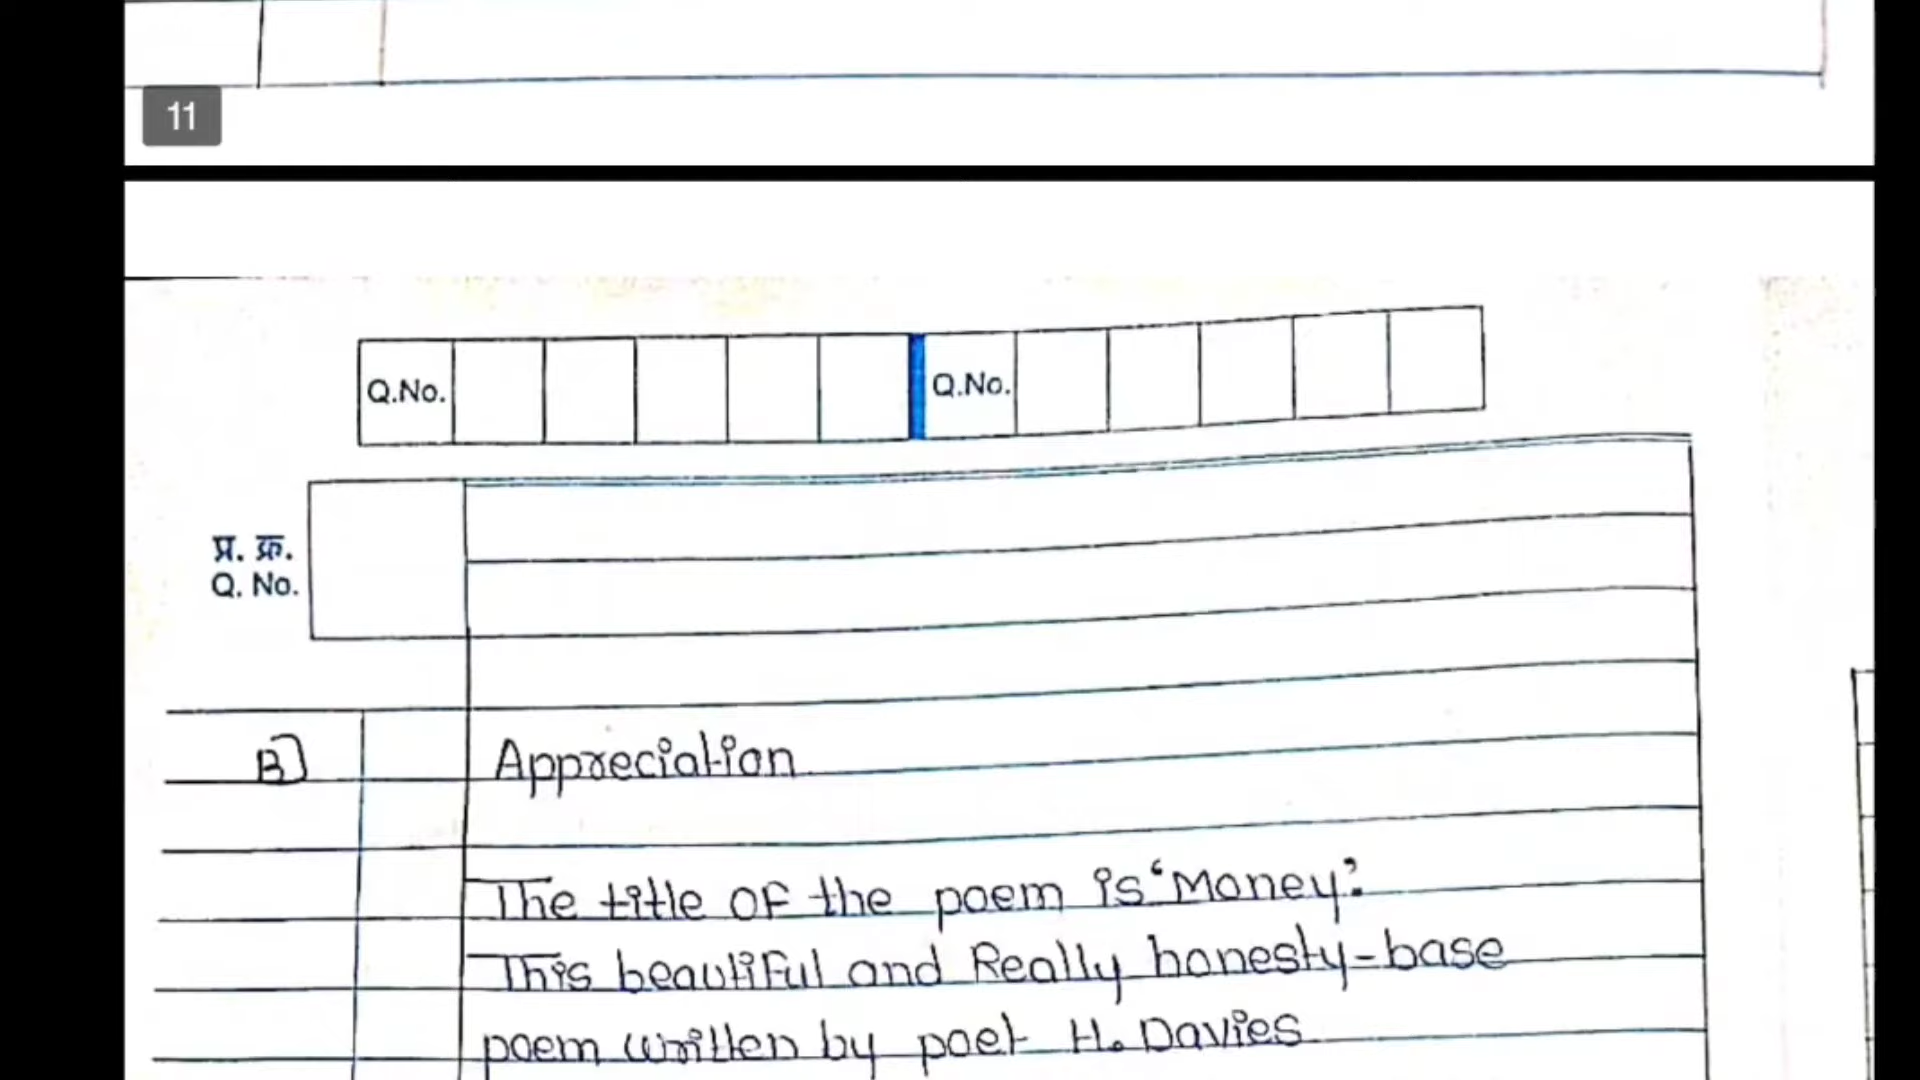 11
Q.No. Q.No.
प्र. क्र.
Q. No.
B] Appreciation
The title of the poem is ‘Money’.
This beautiful and Really honesty-base
poem written by poet H. Davies